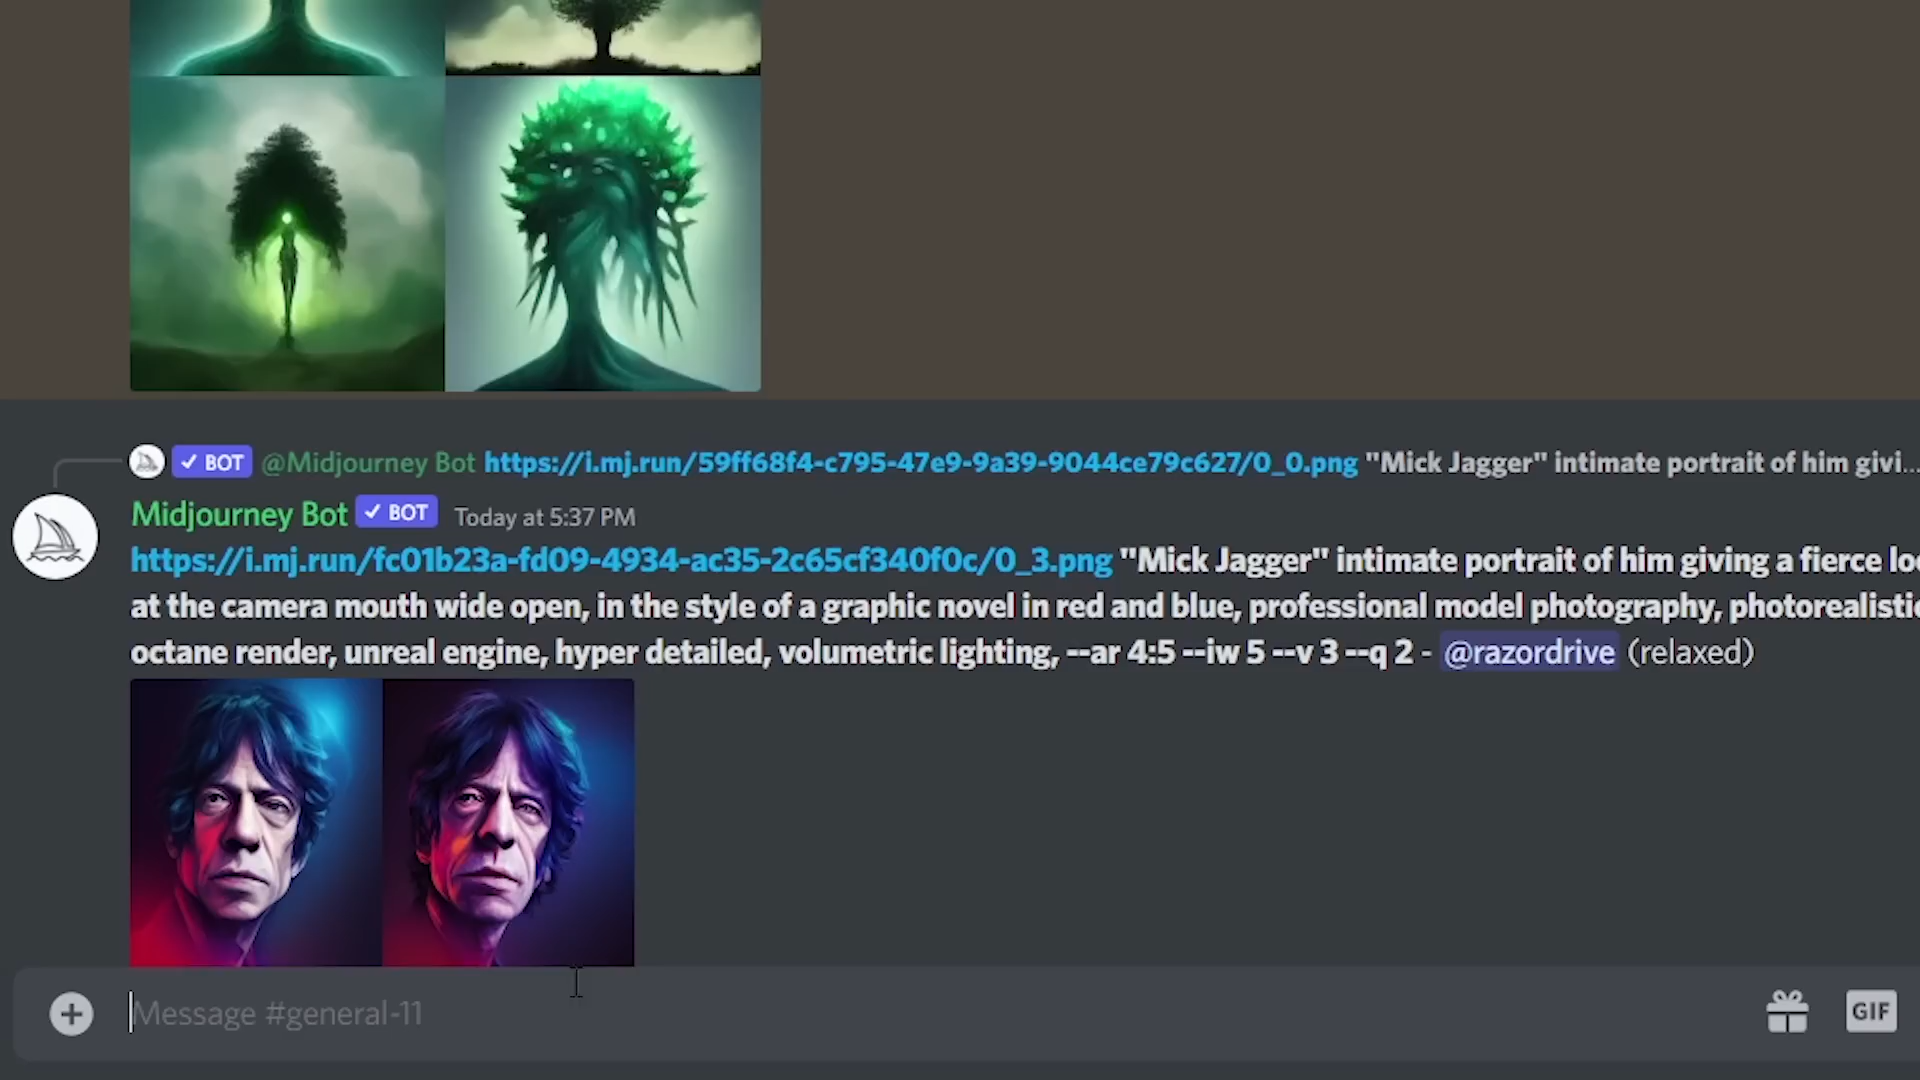 ✓ BOT @Midjourney Bot https://i.mj.run/59ff68f4-c795-47e9-9a39-9044ce79c627/0_0.png "Mick Jagger" intimate portrait of him givi...
Midjourney Bot ✓ BOT Today at 5:37 PM
https://i.mj.run/fc01b23a-fd09-4934-ac35-2c65cf340f0c/0_3.png "Mick Jagger" intimate portrait of him giving a fierce
at the camera mouth wide open, in the style of a graphic novel in red and blue, professional model photography, photorealistic
octane render, unreal engine, hyper detailed, volumetric lighting, --ar 4:5 --iw 5 --v 3 --q 2 - @razordrive (relaxed)
Message #general-11
GIF